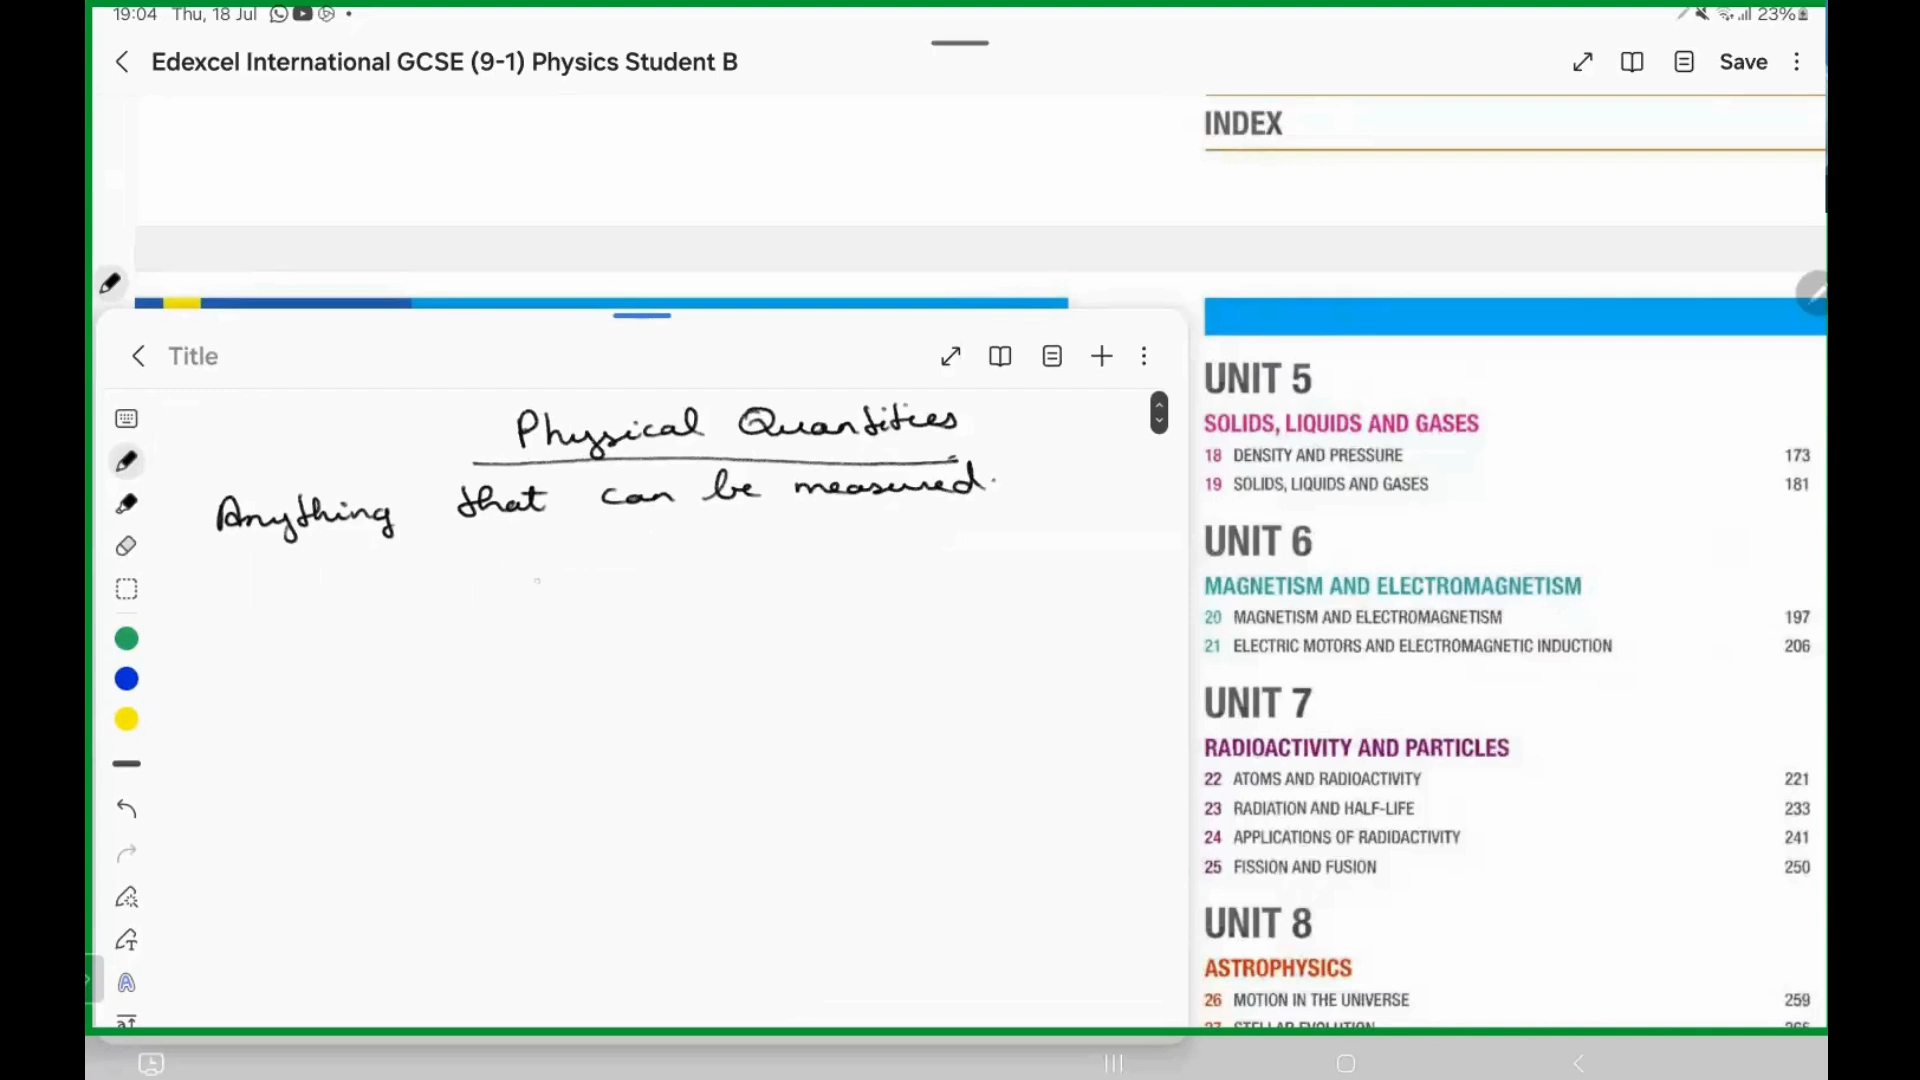 19:04 Thu, 18 Jul
23%
Edexcel International GCSE (9-1) Physics Student B
Save
INDEX
Title
Physical Quantities
Anything that can be measured.
UNIT 5
SOLIDS, LIQUIDS AND GASES
18 DENSITY AND PRESSURE 173
19 SOLIDS, LIQUIDS AND GASES 181
UNIT 6
MAGNETISM AND ELECTROMAGNETISM
20 MAGNETISM AND ELECTROMAGNETISM 197
21 ELECTRIC MOTORS AND ELECTROMAGNETIC INDUCTION 206
UNIT 7
RADIOACTIVITY AND PARTICLES
22 ATOMS AND RADIOACTIVITY 221
23 RADIATION AND HALF-LIFE 233
24 APPLICATIONS OF RADIOACTIVITY 241
25 FISSION AND FUSION 250
UNIT 8
ASTROPHYSICS
26 MOTION IN THE UNIVERSE 259
27 STELLAR EVOLUTION